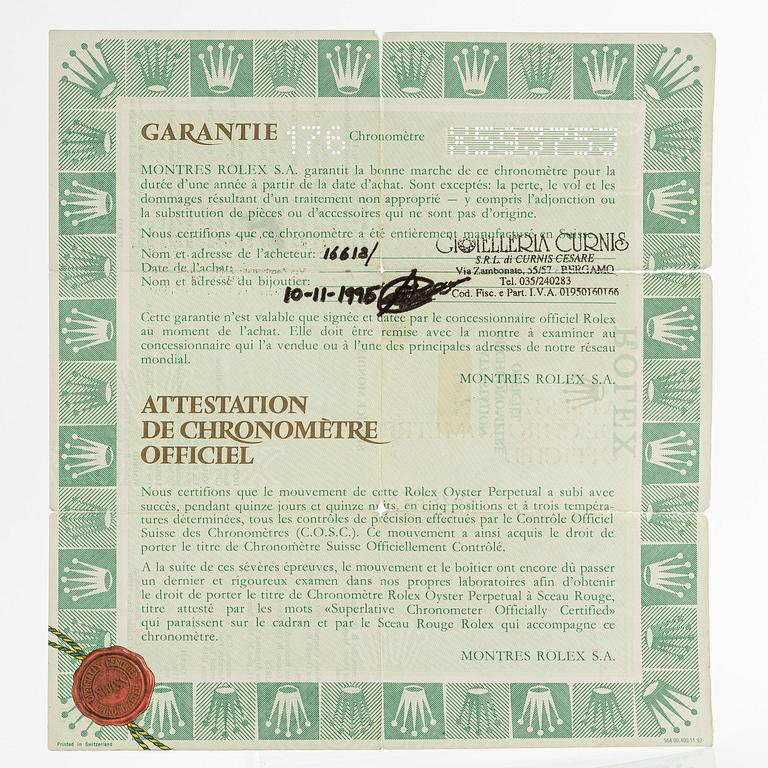 GARANTIE 176 Chronomètre
MONTRES ROLEX S.A. garantit la bonne marche de ce chronomètre pour la
durée d'une année à partir de la date d'achat. Sont exceptés: la perte, le vol et les
dommages résultant d'un traitement non approprié — y compris l'adjonction ou
la substitution de pièces ou d'accessoires qui ne sont pas d'origine.
Nous certifions que ce chronomètre a été entièrement manufacturé en Suisse.
GIOIELLERIA CURNIS
Nom et adresse de l'acheteur: 16618/
S.R.L. di CURNIS CESARE
Date de l'achat:
Via Zambonate, 55/57 - BERGAMO
Nom et adresse du bijoutier:
Tel. 035/240283
10-11-1995
Cod. Fisc. e Part. I.V.A. 01950160166
Cette garantie n'est valable que signée et datée par le concessionnaire officiel Rolex
au moment de l'achat. Elle doit être remise avec la montre à examiner au
concessionnaire qui l'a vendue ou à l'une des principales adresses de notre réseau
mondial.
MONTRES ROLEX S.A.
ATTESTATION
DE CHRONOMÈTRE
OFFICIEL
Nous certifions que le mouvement de cette Rolex Oyster Perpetual a subi avec
succès, pendant quinze jours et quinze nuits, en cinq positions et à trois tempéra-
tures déterminées, tous les contrôles de précision effectués par le Contrôle Officiel
Suisse des Chronomètres (C.O.S.C.). Ce mouvement a ainsi acquis le droit de
porter le titre de Chronomètre Suisse Officiellement Contrôlé.
A la suite de ces sévères épreuves, le mouvement et le boîtier ont encore dû passer
un dernier et rigoureux examen dans nos propres laboratoires afin d'obtenir
le droit de porter le titre de Chronomètre Rolex Oyster Perpetual à Sceau Rouge,
titre attesté par les mots «Superlative Chronometer Officially Certified»
qui paraissent sur le cadran et par le Sceau Rouge Rolex qui accompagne ce
chronomètre.
MONTRES ROLEX S.A.
SWISS
Printed in Switzerland
564.00.400.11.92